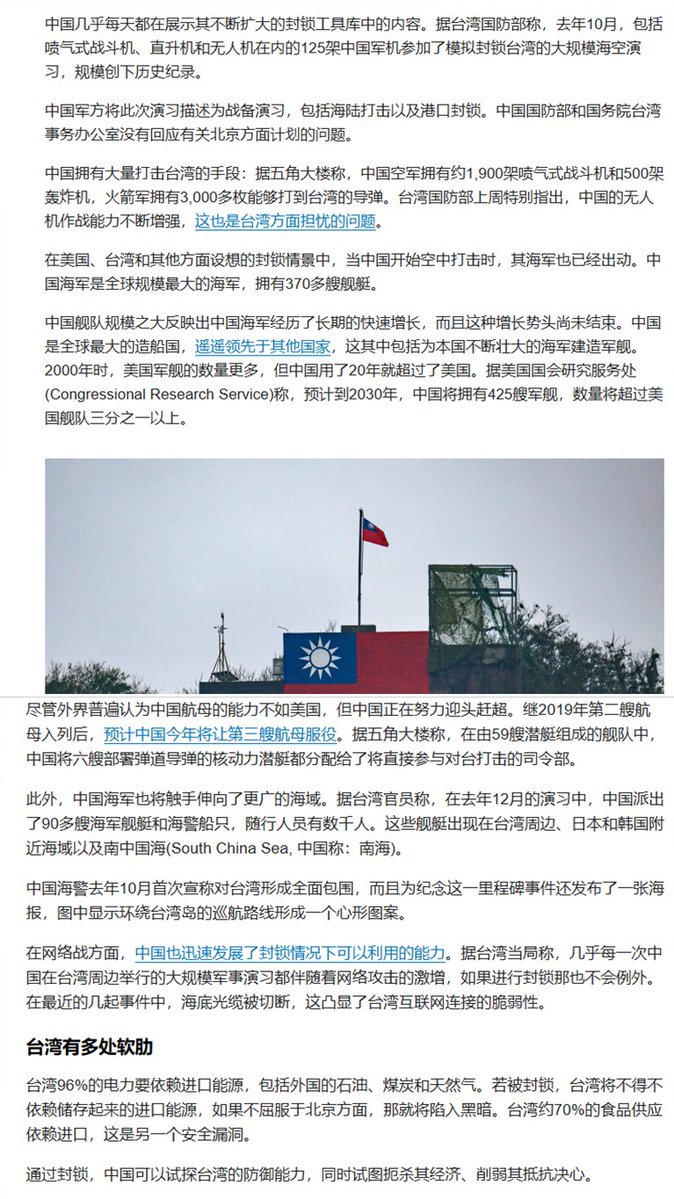 中国几乎每天都在展示其不断扩大的封锁工具库中的内容。据台湾国防部称，去年10月，包括
喷气式战斗机、直升机和无人机在内的125架中国军机参加了模拟封锁台湾的大规模海空演
习，规模创下历史纪录。
中国军方将此次演习描述为战备演习，包括海陆打击以及港口封锁。中国国防部和国务院台湾
事务办公室没有回应有关北京方面计划的问题。
中国拥有大量打击台湾的手段：据五角大楼称，中国空军拥有约1,900架喷气式战斗机和500架
轰炸机，火箭军拥有3,000多枚能够打到台湾的导弹。台湾国防部上周特别指出，中国的无人
机作战能力不断增强，这也是台湾方面担忧的问题。
在美国、台湾和其他方面设想的封锁情景中，当中国开始空中打击时，其海军也已经出动。中
国海军是全球规模最大的海军，拥有370多艘舰艇。
中国舰队规模之大反映出中国海军经历了长期的快速增长，而且这种增长势头尚未结束。中国
是全球最大的造船国，遥遥领先于其他国家，这其中包括为本国不断壮大的海军建造军舰。
2000年时，美国军舰的数量更多，但中国用了20年就超过了美国。据美国国会研究服务处
(Congressional Research Service)称，预计到2030年，中国将拥有425艘军舰，数量将超过美
国舰队三分之一以上。
尽管外界普遍认为中国航母的能力不如美国，但中国正在努力迎头赶超。继2019年第二艘航
母入列后，预计中国今年将让第三艘航母服役。据五角大楼称，在由59艘潜艇组成的舰队中，
中国将六艘部署弹道导弹的核动力潜艇都分配给了将直接参与对台打击的司令部。
此外，中国海军也将触手伸向了更广的海域。据台湾官员称，在去年12月的演习中，中国派出
了90多艘海军舰艇和海警船只，随行人员有数千人。这些舰艇出现在台湾周边、日本和韩国附
近海域以及南中国海(South China Sea, 中国称：南海)。
中国海警去年10月首次宣称对台湾形成全面包围，而且为纪念这一里程碑事件还发布了一张海
报，图中显示环绕台湾岛的巡航路线形成一个心形图案。
在网络战方面，中国也迅速发展了封锁情况下可以利用的能力。据台湾当局称，几乎每一次中
国在台湾周边举行的大规模军事演习都伴随着网络攻击的激增，如果进行封锁那也不会例外。
在最近的几起事件中，海底光缆被切断，这凸显了台湾互联网连接的脆弱性。
台湾有多处软肋
台湾96%的电力要依赖进口能源，包括外国的石油、煤炭和天然气。若被封锁，台湾将不得不
依赖储存起来的进口能源，如果不屈服于北京方面，那就将陷入黑暗。台湾约70%的食品供应
依赖进口，这是另一个安全漏洞。
通过封锁，中国可以试探台湾的防御能力，同时试图扼杀其经济、削弱其抵抗决心。